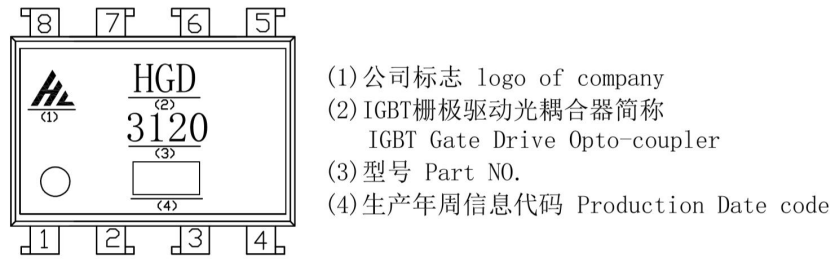 8 7 6 5
HL
(1)
HGD
(2)
3120
(3)
(4)
1 2 3 4
(1)公司标志 logo of company
(2)IGBT栅极驱动光耦合器简称
IGBT Gate Drive Opto-coupler
(3)型号 Part NO.
(4)生产年周信息代码 Production Date code